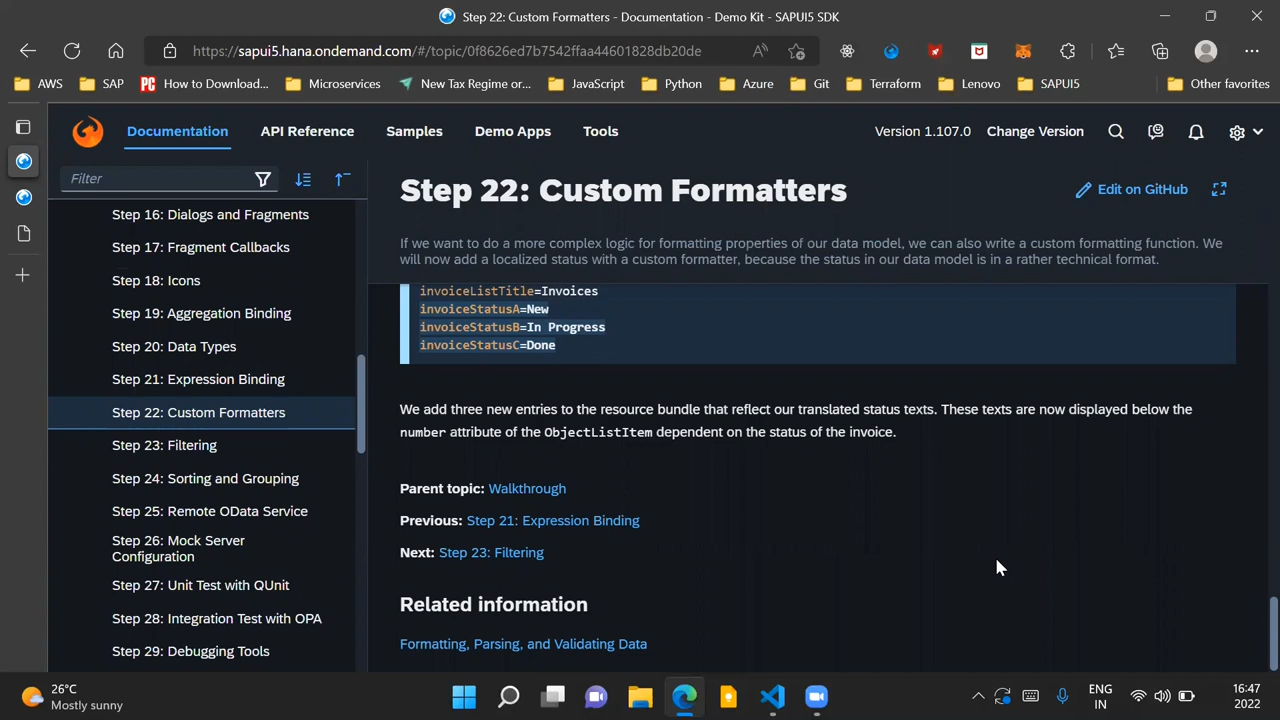 Step 22: Custom Formatters - Documentation - Demo Kit - SAPUI5 SDK
https://sapui5.hana.ondemand.com/#/topic/0f8626ed7b7542ffaa44601828db20de
AWS
SAP
How to Download...
Microservices
New Tax Regime or...
JavaScript
Python
Azure
Git
Terraform
Lenovo
SAPUI5
Other favorites
Documentation
API Reference
Samples
Demo Apps
Tools
Version 1.107.0
Change Version
Filter
Step 16: Dialogs and Fragments
Step 17: Fragment Callbacks
Step 18: Icons
Step 19: Aggregation Binding
Step 20: Data Types
Step 21: Expression Binding
Step 22: Custom Formatters
Step 23: Filtering
Step 24: Sorting and Grouping
Step 25: Remote OData Service
Step 26: Mock Server
Configuration
Step 27: Unit Test with QUnit
Step 28: Integration Test with OPA
Step 29: Debugging Tools
Step 22: Custom Formatters
Edit on GitHub
If we want to do a more complex logic for formatting properties of our data model, we can also write a custom formatting function. We
will now add a localized status with a custom formatter, because the status in our data model is in a rather technical format.
invoiceListTitle=Invoices
invoiceStatusA=New
invoiceStatusB=In Progress
invoiceStatusC=Done
We add three new entries to the resource bundle that reflect our translated status texts. These texts are now displayed below the
number attribute of the ObjectListItem dependent on the status of the invoice.
Parent topic: Walkthrough
Previous: Step 21: Expression Binding
Next: Step 23: Filtering
Related information
Formatting, Parsing, and Validating Data
26°C
Mostly sunny
ENG
IN
16:47
2022